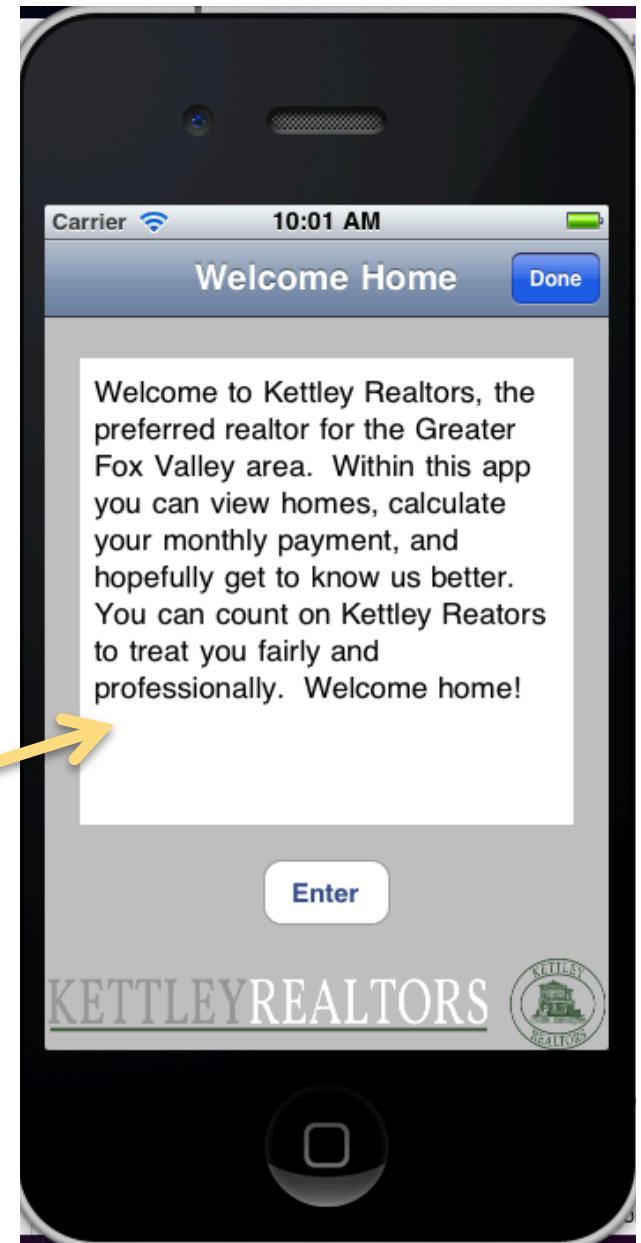 Carrier 10:01 AM
Welcome Home Done
Welcome to Kettley Realtors, the
preferred realtor for the Greater
Fox Valley area.  Within this app
you can view homes, calculate
your monthly payment, and
hopefully get to know us better.
You can count on Kettley Reators
to treat you fairly and
professionally.  Welcome home!
Enter
KETTLEYREALTORS
KETTLEY
REALTORS